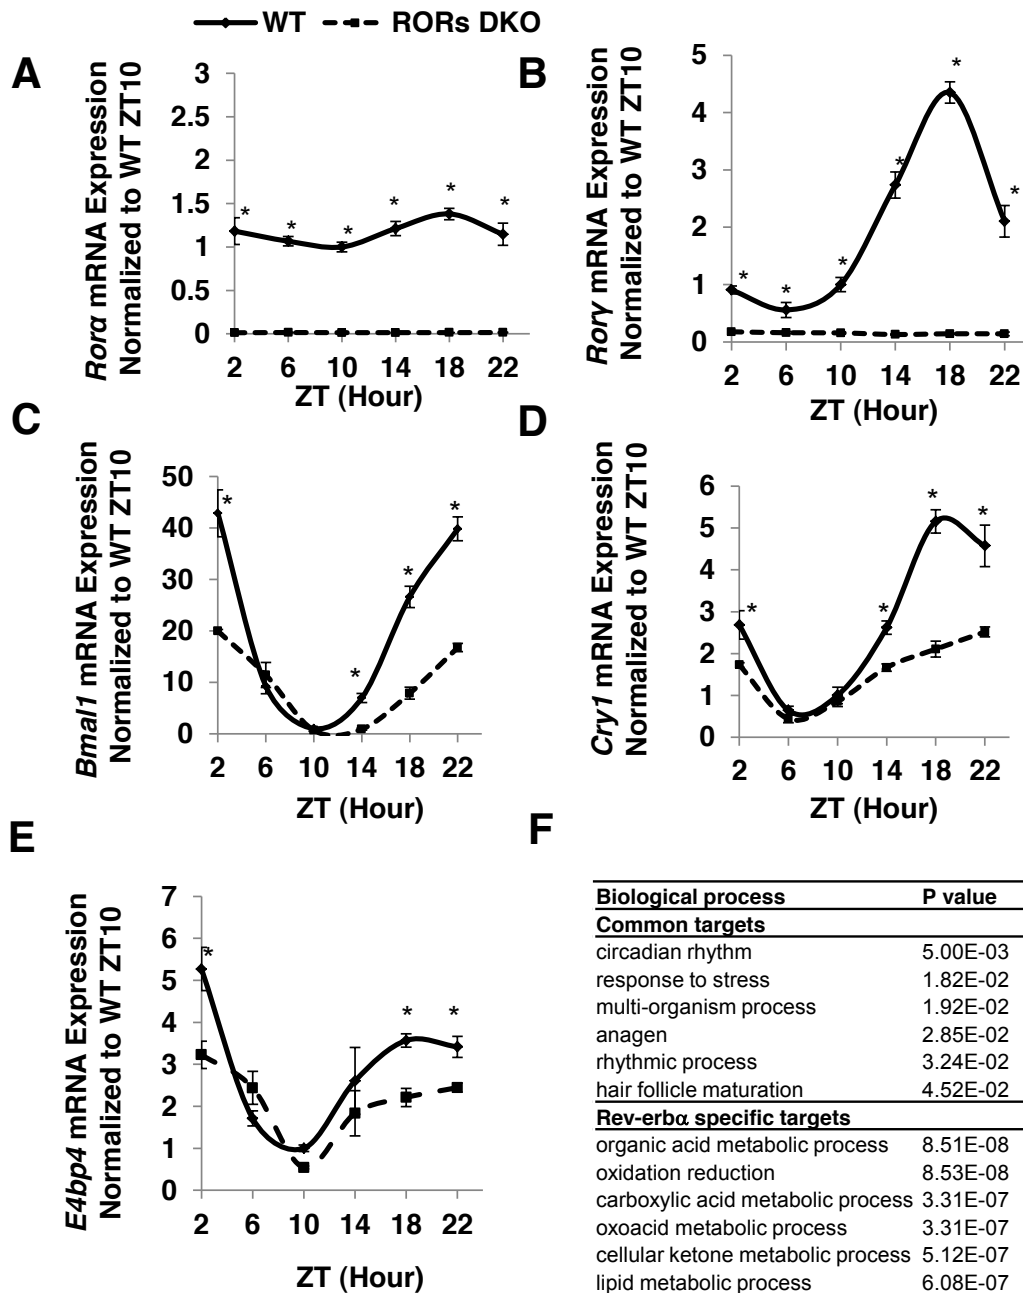 WT RORs DKO
A
Rorα mRNA Expression
Normalized to WT ZT10
3
2.5
2
1.5
1
0.5
0
* * * * * *
2 6 10 14 18 22
ZT (Hour)
B
Rorγ mRNA Expression
Normalized to WT ZT10
5
4
3
2
1
0
* * * * * *
2 6 10 14 18 22
ZT (Hour)
C
Bmal1 mRNA Expression
Normalized to WT ZT10
50
40
30
20
10
0
* * * *
2 6 10 14 18 22
ZT (Hour)
D
Cry1 mRNA Expression
Normalized to WT ZT10
6
5
4
3
2
1
0
* * * *
2 6 10 14 18 22
ZT (Hour)
E
E4bp4 mRNA Expression
Normalized to WT ZT10
7
6
5
4
3
2
1
0
* * *
2 6 10 14 18 22
ZT (Hour)
F
Biological process P value
Common targets
circadian rhythm 5.00E-03
response to stress 1.82E-02
multi-organism process 1.92E-02
anagen 2.85E-02
rhythmic process 3.24E-02
hair follicle maturation 4.52E-02
Rev-erbα specific targets
organic acid metabolic process 8.51E-08
oxidation reduction 8.53E-08
carboxylic acid metabolic process 3.31E-07
oxoacid metabolic process 3.31E-07
cellular ketone metabolic process 5.12E-07
lipid metabolic process 6.08E-07